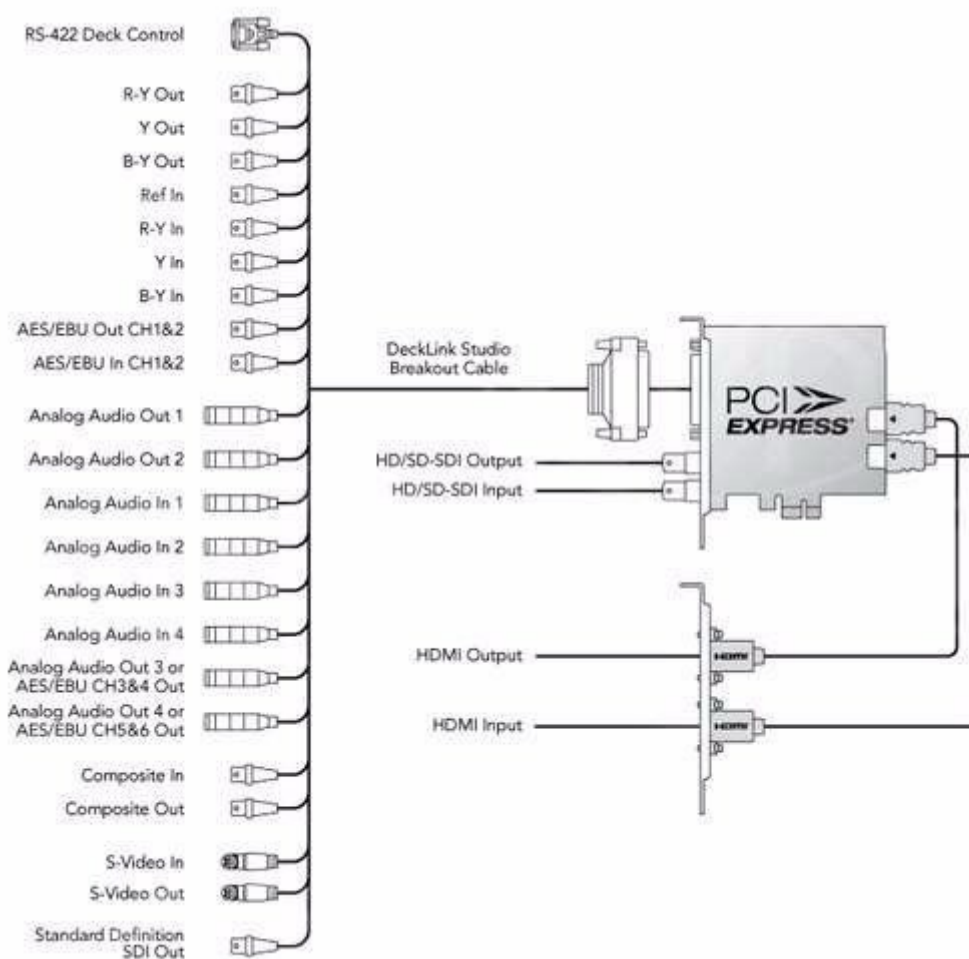 RS-422 Deck Control
R-Y Out
Y Out
B-Y Out
Ref In
R-Y In
Y In
B-Y In
AES/EBU Out CH1&2
AES/EBU In CH1&2
Analog Audio Out 1
Analog Audio Out 2
Analog Audio In 1
Analog Audio In 2
Analog Audio In 3
Analog Audio In 4
Analog Audio Out 3 or
AES/EBU CH3&4 Out
Analog Audio Out 4 or
AES/EBU CH5&6 Out
Composite In
Composite Out
S-Video In
S-Video Out
Standard Definition
SDI Out
DeckLink Studio
Breakout Cable
HD/SD-SDI Output
HD/SD-SDI Input
PCI
EXPRESS®
HDMI Output
HDMI
HDMI Input
HDMI